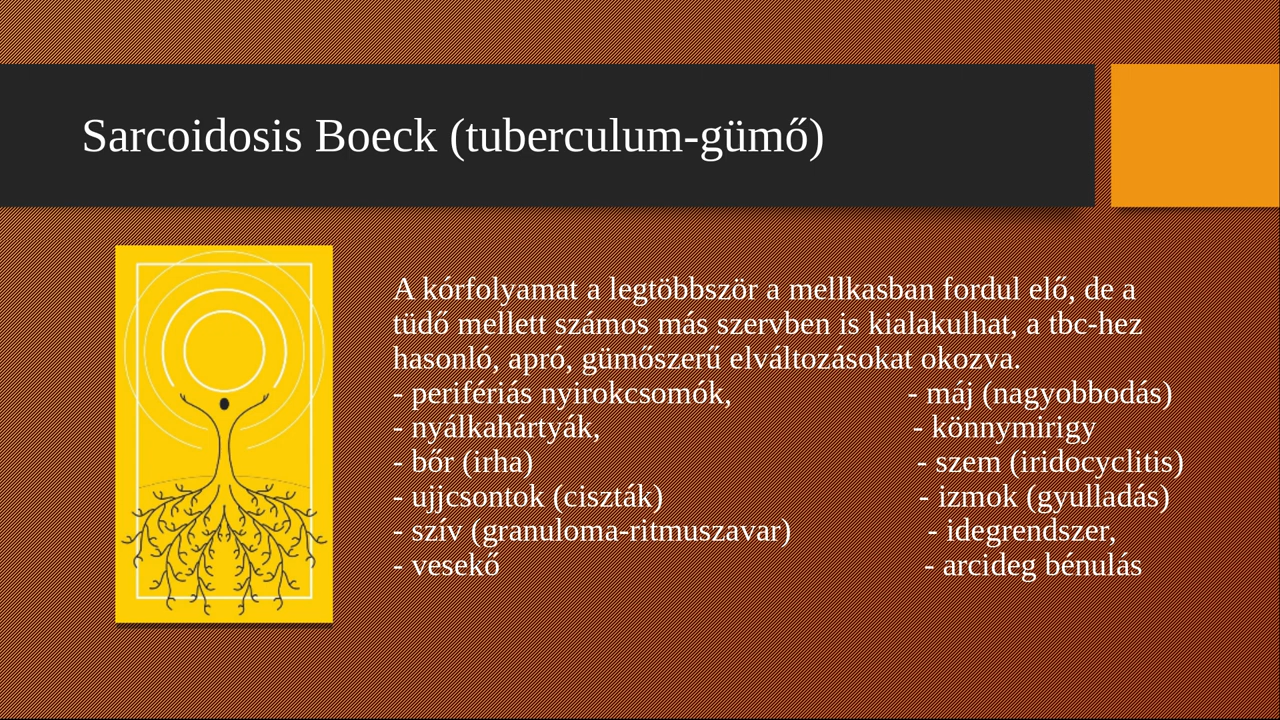 Sarcoidosis Boeck (tuberculum-gümő)
A kórfolyamat a legtöbbször a mellkasban fordul elő, de a
tüdő mellett számos más szervben is kialakulhat, a tbc-hez
hasonló, apró, gümőszerű elváltozásokat okozva.
- perifériás nyirokcsomók, - máj (nagyobbodás)
- nyálkahártyák, - könnymirigy
- bőr (irha) - szem (iridocyclitis)
- ujjcsontok (ciszták) - izmok (gyulladás)
- szív (granuloma-ritmuszavar) - idegrendszer,
- vesekő - arcideg bénulás